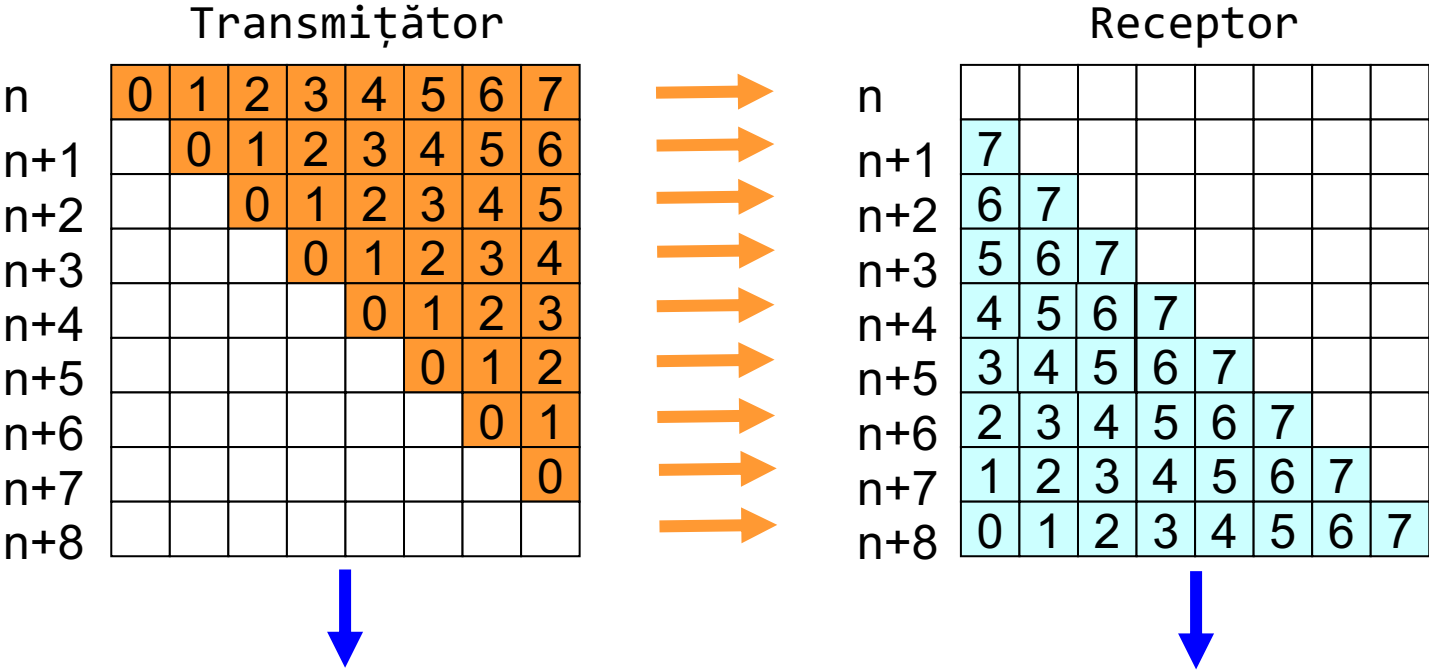 Transmițător Receptor
n 0 1 2 3 4 5 6 7 n
n+1 0 1 2 3 4 5 6 n+1 7
n+2 0 1 2 3 4 5 n+2 6 7
n+3 0 1 2 3 4 n+3 5 6 7
n+4 0 1 2 3 n+4 4 5 6 7
n+5 0 1 2 n+5 3 4 5 6 7
n+6 0 1 n+6 2 3 4 5 6 7
n+7 0 n+7 1 2 3 4 5 6 7
n+8 n+8 0 1 2 3 4 5 6 7